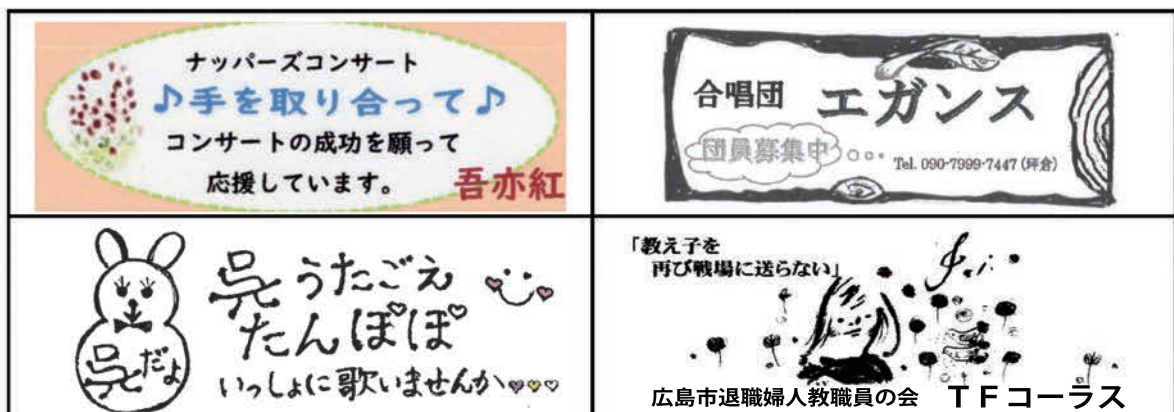 ナッパーズコンサート
♪手を取り合って♪
コンサートの成功を願って
応援しています。
吾亦紅
合唱団 エガンス
団員募集中
Tel. 090-7999-7447 (坪倉)
呉うたごえ
たんぽぽ
いっしょに歌いませんか
呉だよ
「教え子を
再び戦場に送らない」
広島市退職婦人教職員の会 TFコーラス